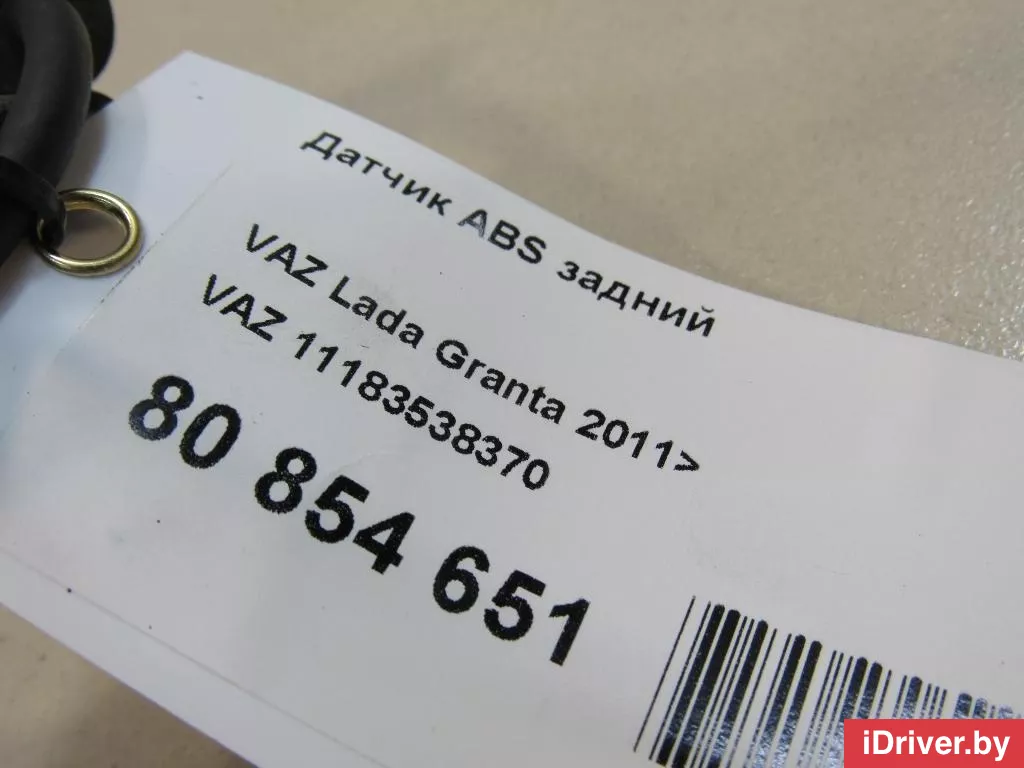 Датчик ABS задний
VAZ Lada Granta 2011>
VAZ 11183538370
80 854 651
iDriver.by